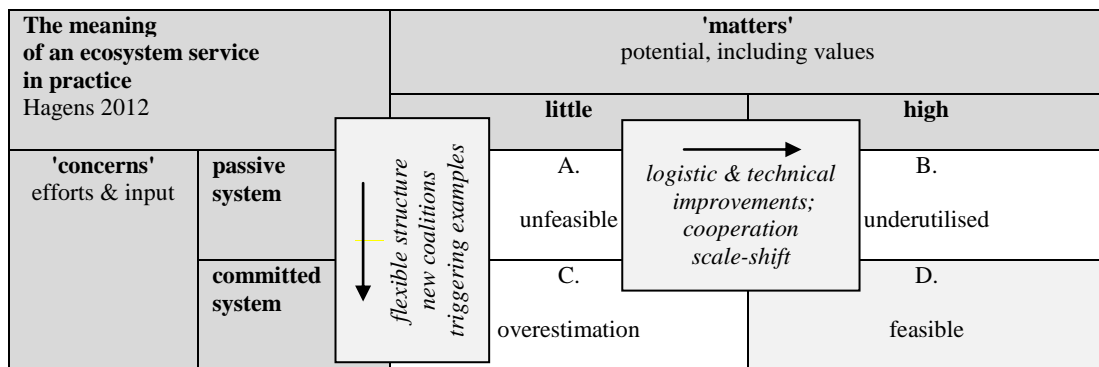 The meaning
of an ecosystem service
in practice
Hagens 2012
'matters'
potential, including values
little
high
'concerns'
efforts & input
passive
system
flexible structure
new coalitions
triggering examples
A.
unfeasible
logistic & technical
improvements;
cooperation
scale-shift
B.
underutilised
committed
system
C.
overestimation
D.
feasible